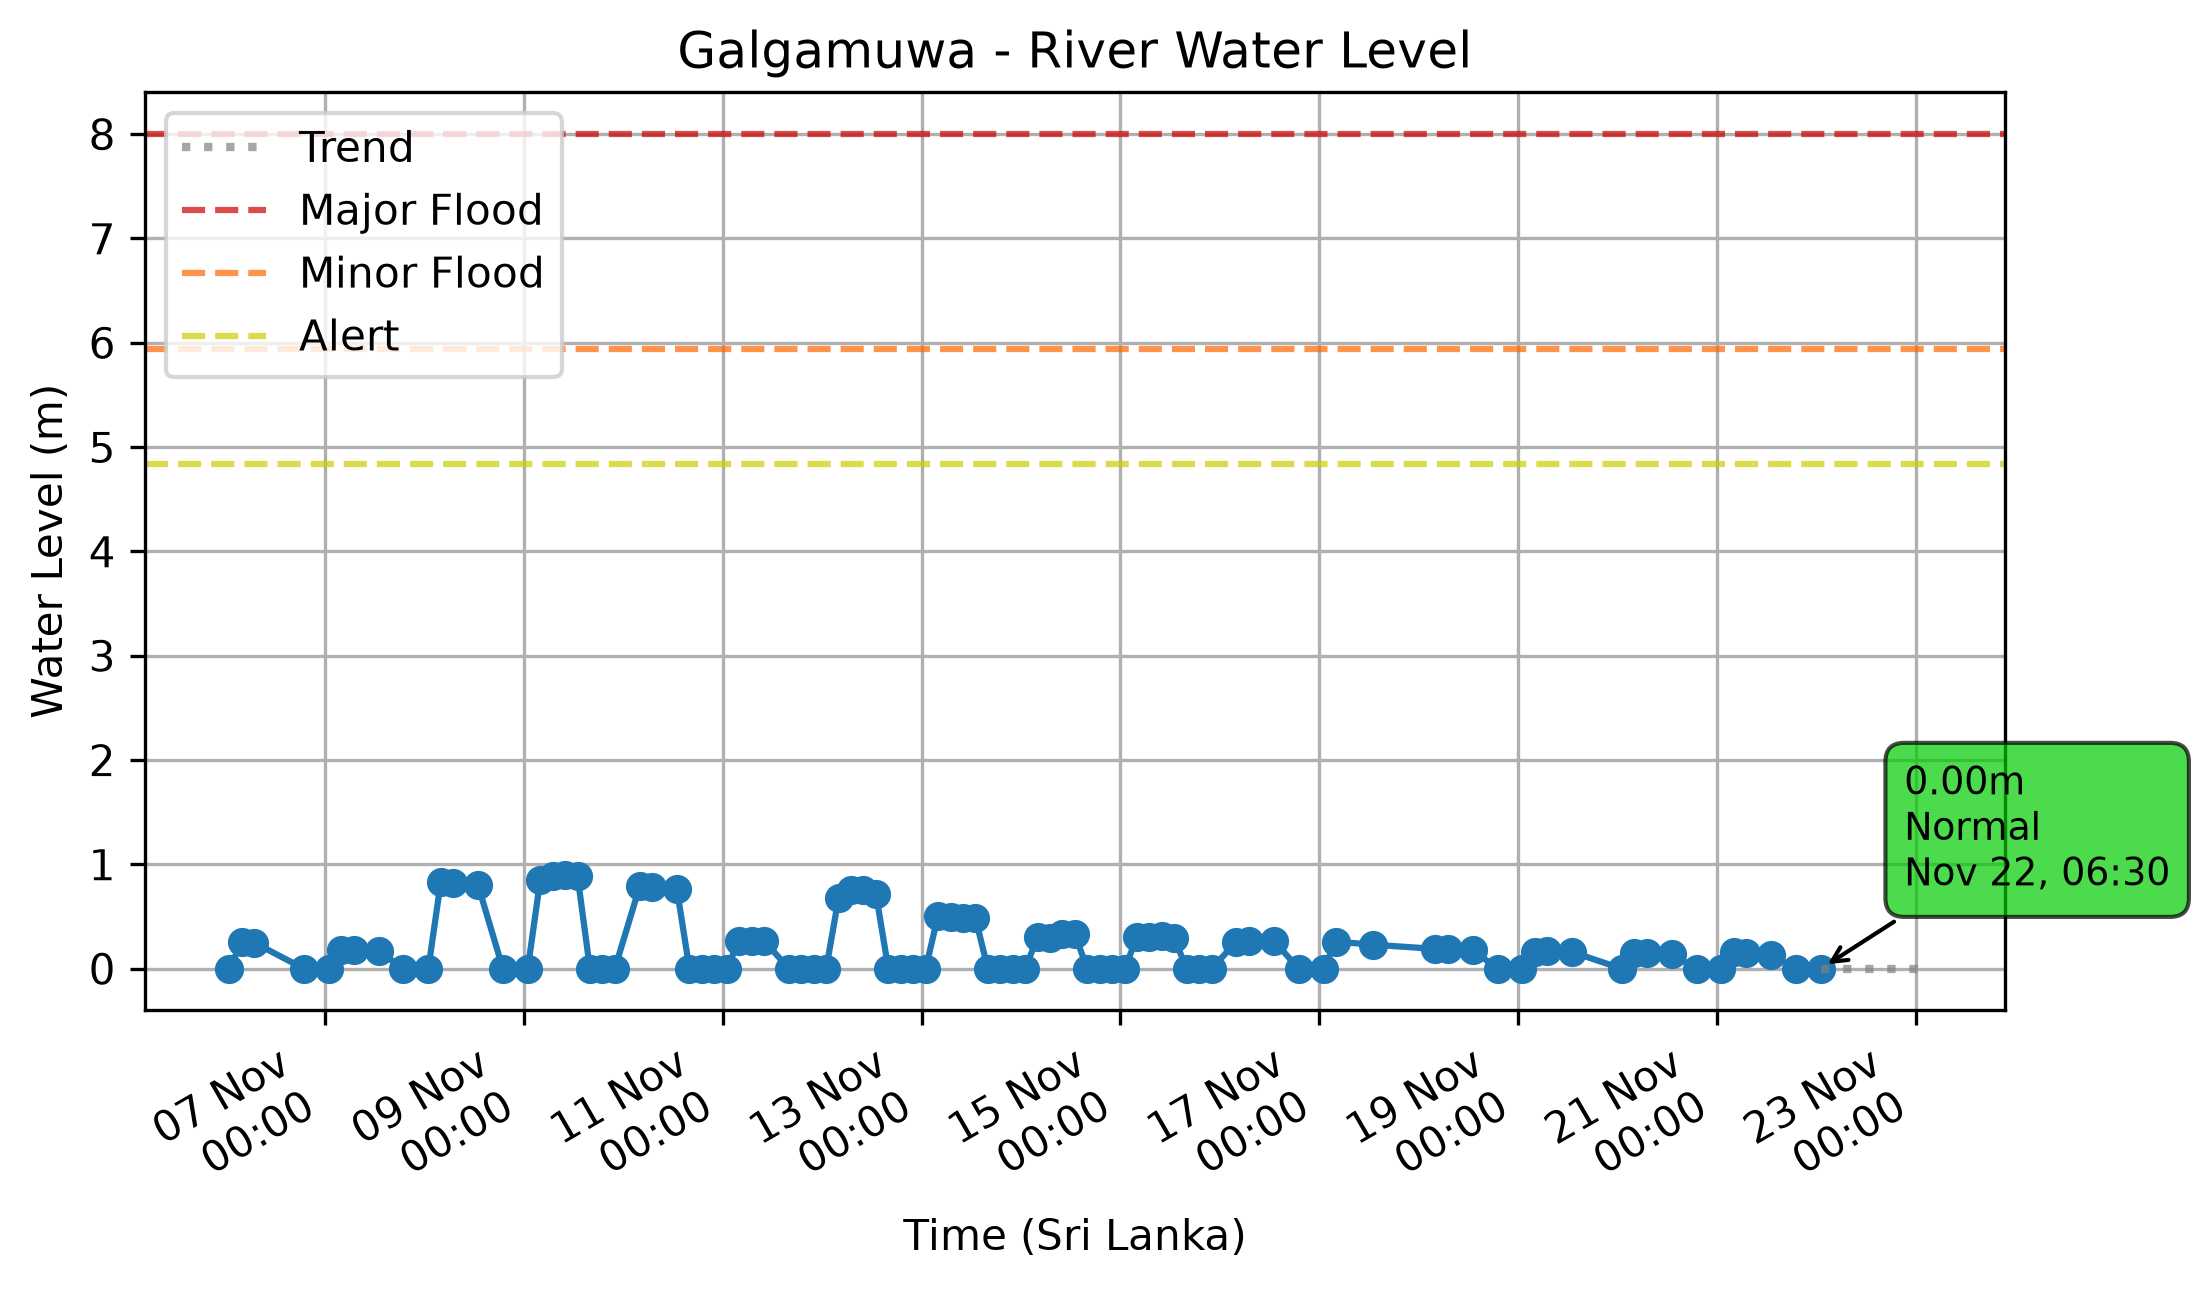 Galgamuwa - River Water Level
Trend
Major Flood
Minor Flood
Alert
8
7
6
5
4
3
2
1
0
Water Level (m)
0.00m
Normal
Nov 22, 06:30
07 Nov
00:00
09 Nov
00:00
11 Nov
00:00
13 Nov
00:00
15 Nov
00:00
17 Nov
00:00
19 Nov
00:00
21 Nov
00:00
23 Nov
00:00
Time (Sri Lanka)